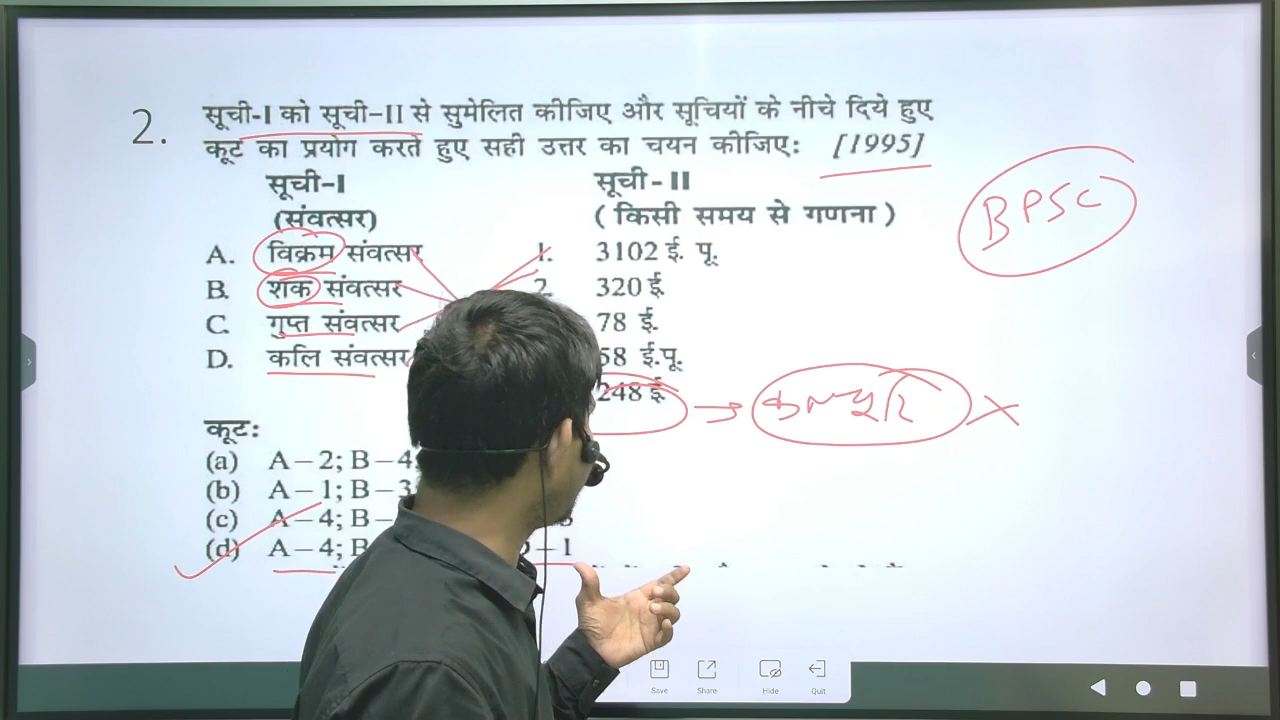 2. सूची-I को सूची-II से सुमेलित कीजिए और सूचियों के नीचे दिये हुए
कूट का प्रयोग करते हुए सही उत्तर का चयन कीजिए: [1995]
सूची-I सूची - II
(संवत्सर) ( किसी समय से गणना )
BPSC
A. विक्रम संवत्सर 1. 3102 ई. पू.
B. शक संवत्सर 2. 320 ई.
C. गुप्त संवत्सर 78 ई.
D. कलि संवत्सर 58 ई.पू.
248 ई.
कूट:
(a) A – 2; B – 4;
(b) A – 1; B – 3
(c) A – 4; B –
(d) A – 4; B – 1
Save Share Hide Quit